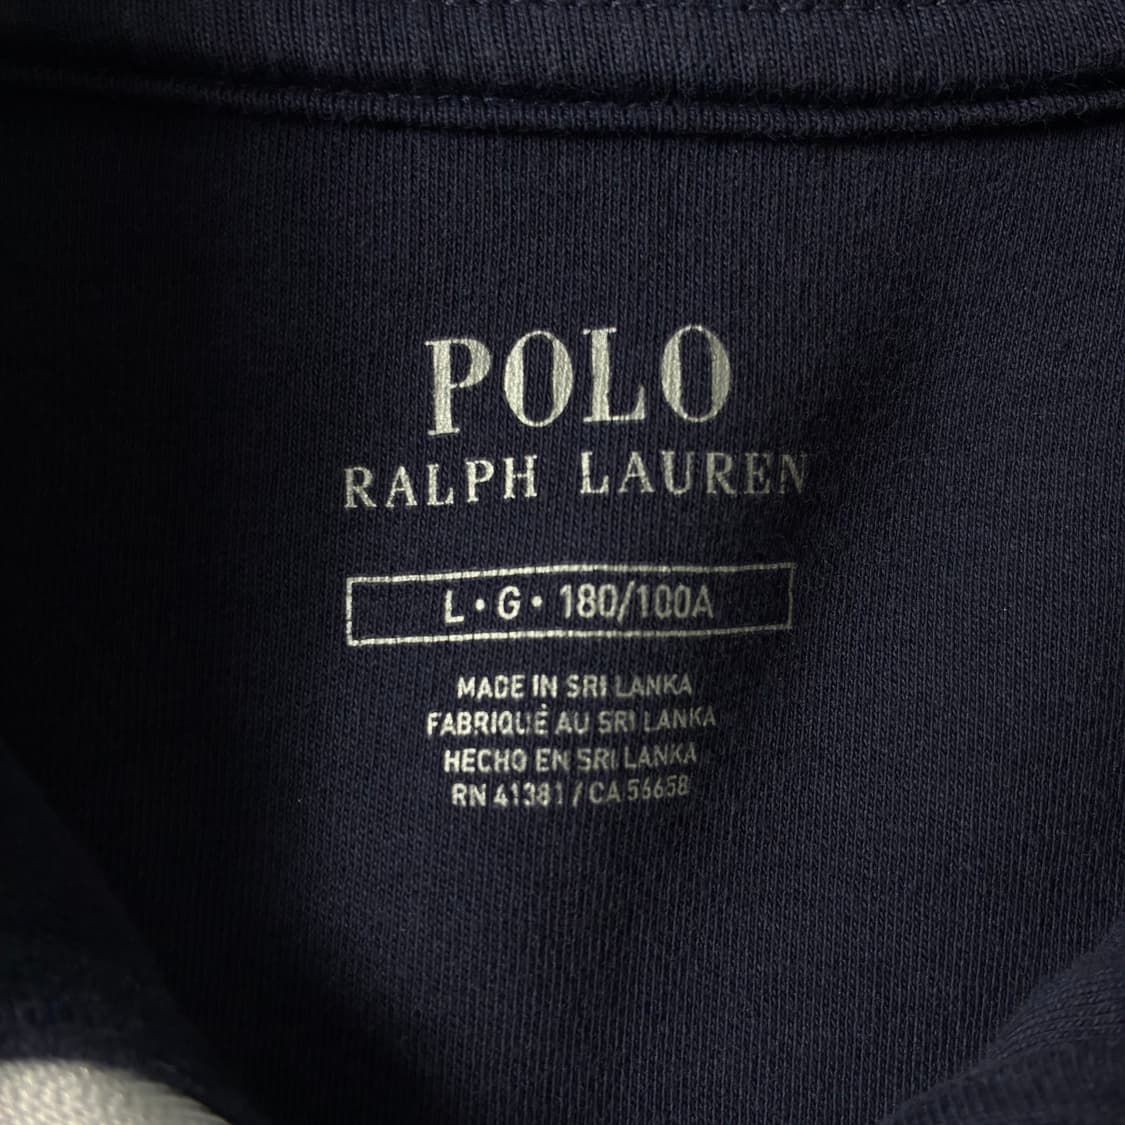 POLO
RALPH LAUREN
L • G • 180/100A
MADE IN SRI LANKA
FABRIQUÉ AU SRI LANKA
HECHO EN SRI LANKA
RN 41381 / CA 56658